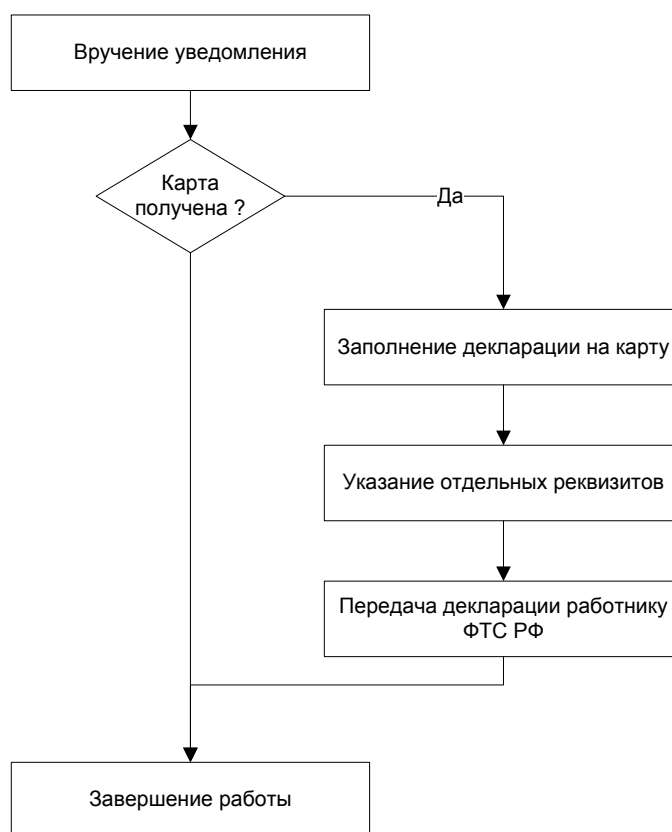 Вручение уведомления
Карта
получена ?
Да
Заполнение декларации на карту
Указание отдельных реквизитов
Передача декларации работнику
ФТС РФ
Завершение работы